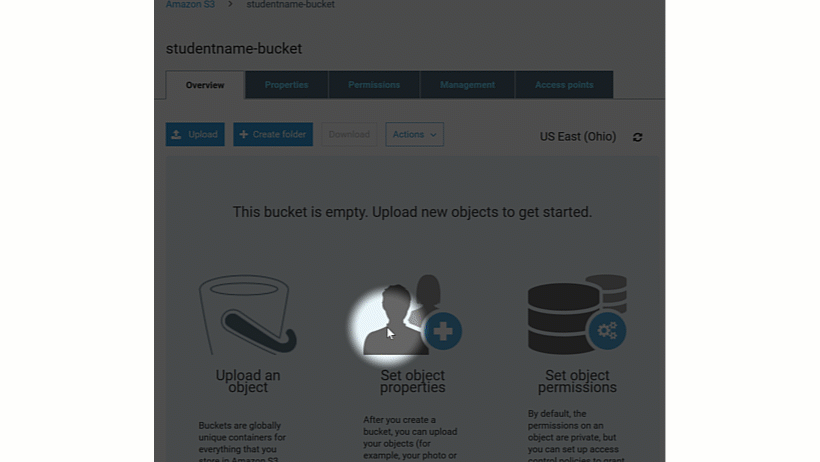 Amazon S3 > studentname-bucket
studentname-bucket
Overview Properties Permissions Management Access points
Upload + Create folder Download Actions US East (Ohio)
This bucket is empty. Upload new objects to get started.
Upload an
object
Buckets are globally
unique containers for
everything that you
store in Amazon S3
Set object
properties
After you create a
bucket, you can upload
your objects (for
example, your photo or
Set object
permissions
By default, the
permissions on an
object are private, but
you can set up access
control policies to grant